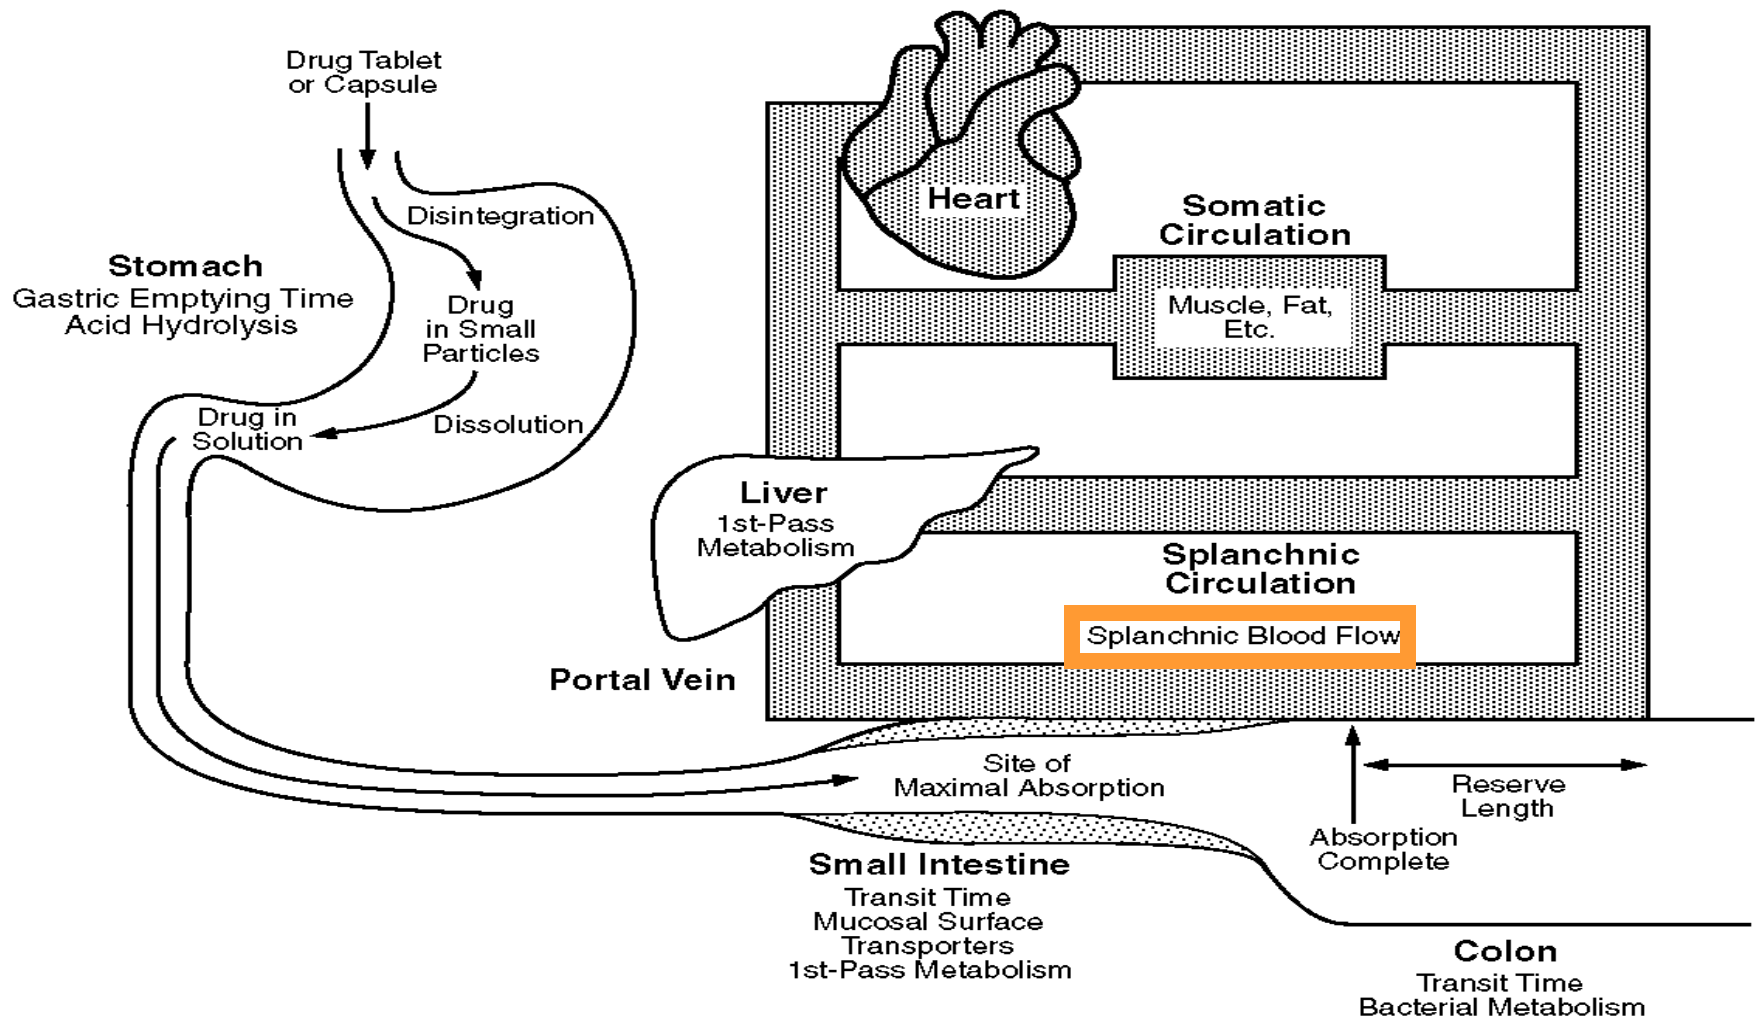 Drug Tablet
or Capsule
Disintegration
Stomach
Gastric Emptying Time
Acid Hydrolysis
Drug
in Small
Particles
Drug in
Solution
Dissolution
Heart
Somatic
Circulation
Muscle, Fat,
Etc.
Liver
1st-Pass
Metabolism
Splanchnic
Circulation
Splanchnic Blood Flow
Portal Vein
Site of
Maximal Absorption
Reserve
Length
Absorption
Complete
Small Intestine
Transit Time
Mucosal Surface
Transporters
1st-Pass Metabolism
Colon
Transit Time
Bacterial Metabolism